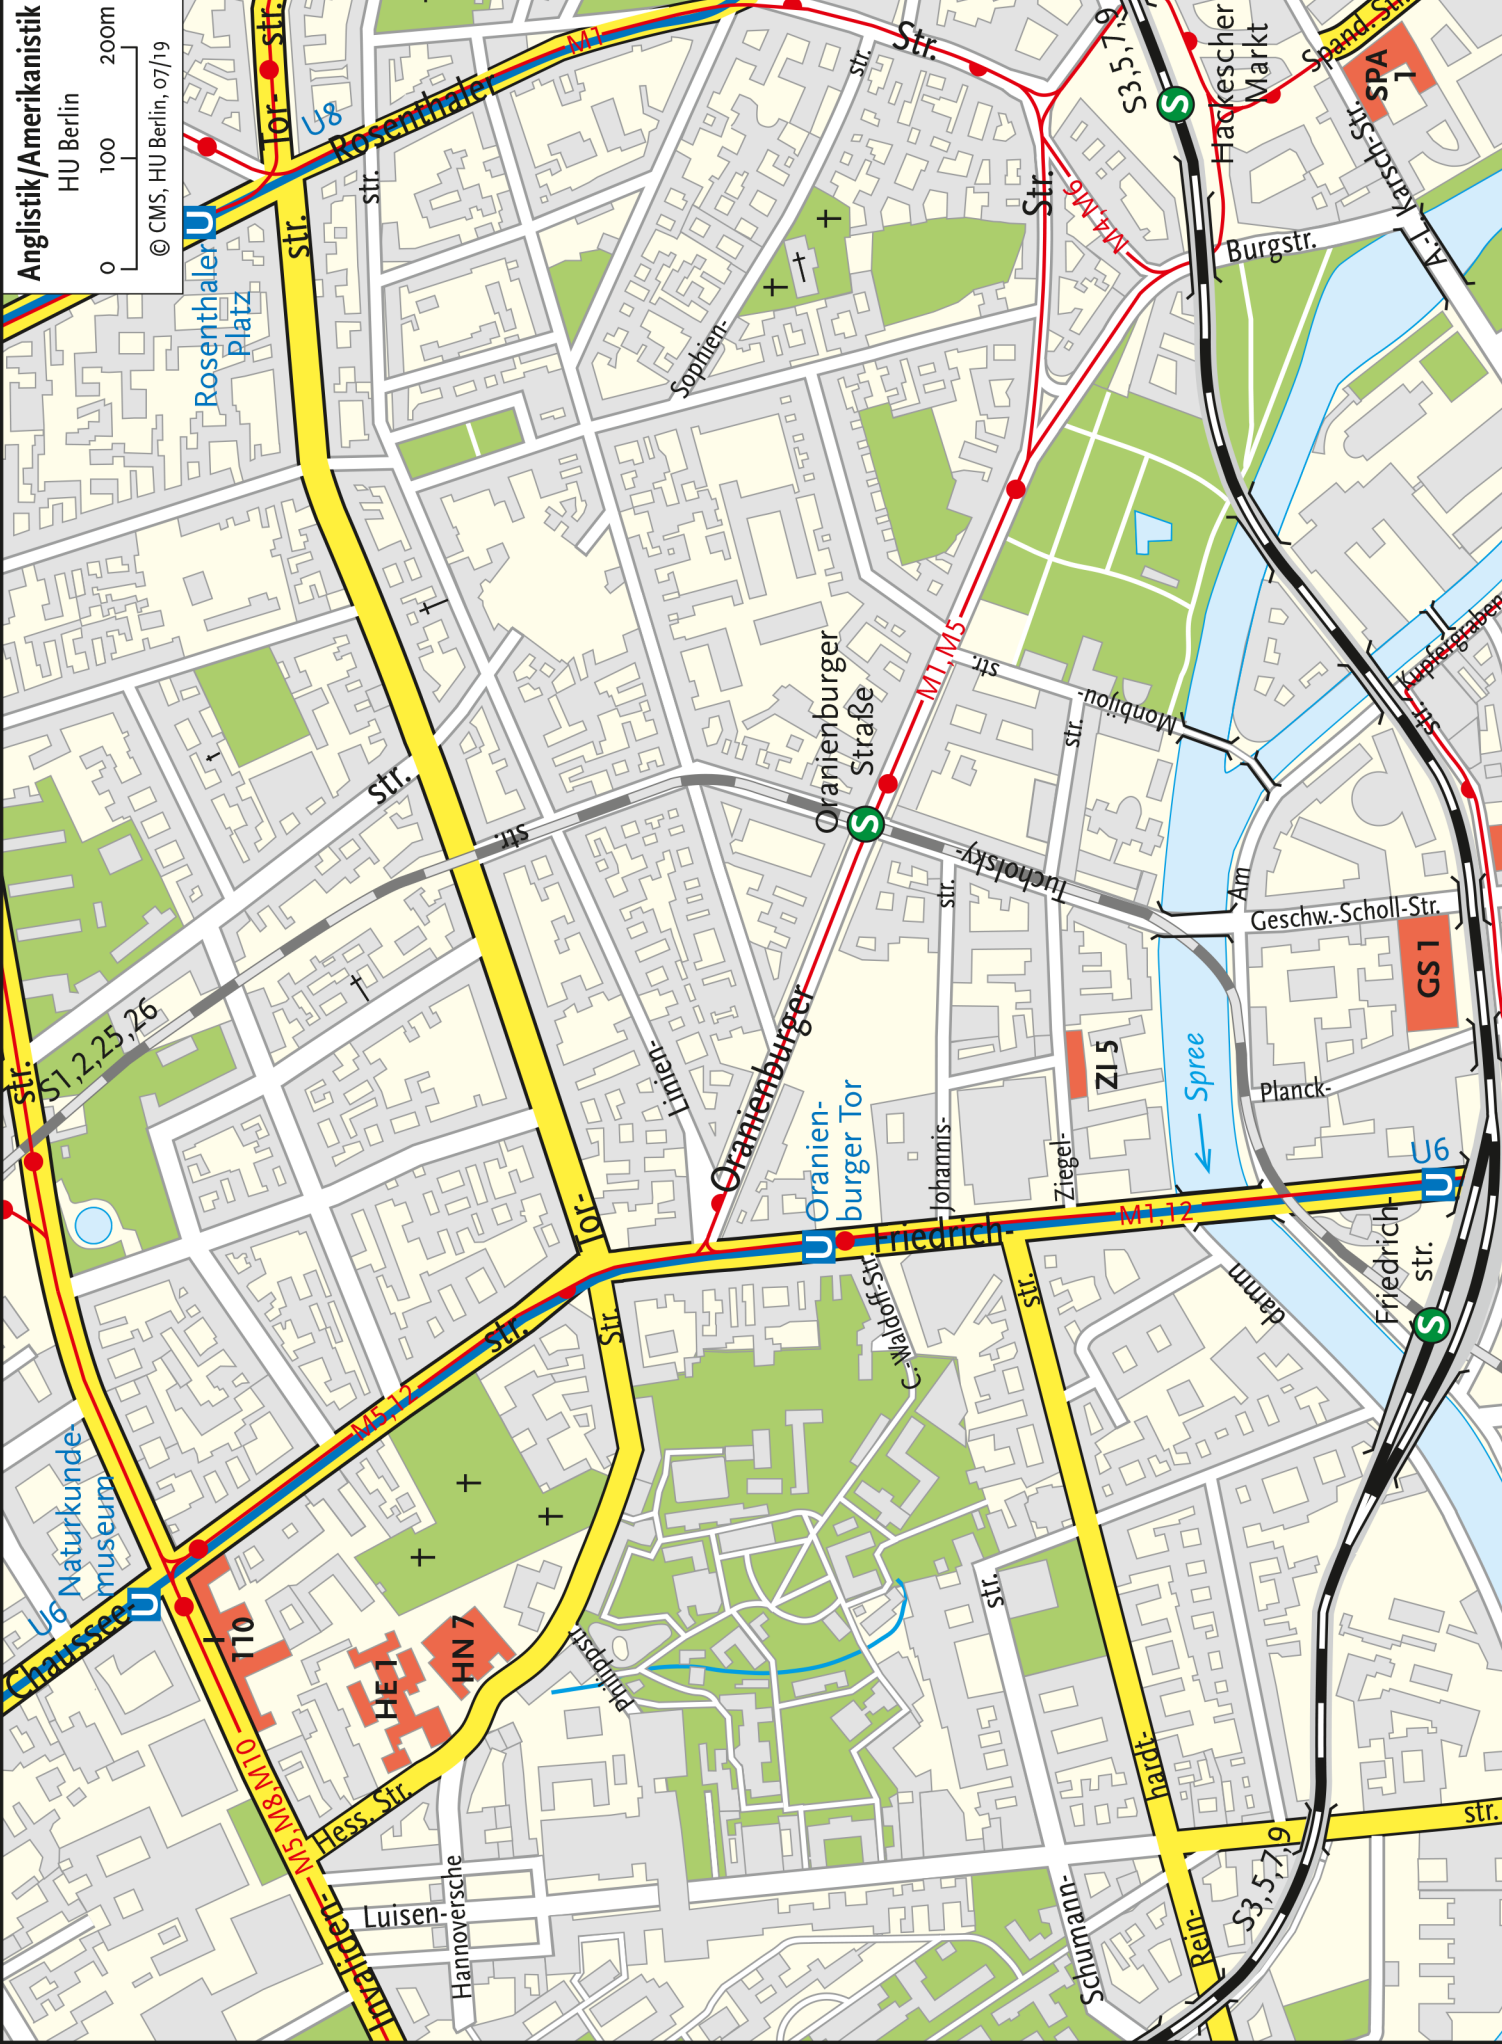 Anglistik/Amerikanistik
HU Berlin
0 100 200m
© CMS, HU Berlin, 07/19
Tor- str.
U8
Rosenthaler
M1
U
Rosenthaler
Platz
str.
str.
str.
Str.
Sophien-
Str.
M4,M6
S3,5,7,9
S
Hackescher
Markt
Spand. Str.
SPA
1
A.-L.-Karsch-Str.
Burgstr.
Kupfergraben
str.
M1,M5
str.
Monbijou-
str.
Oranienburger
Straße
S
Tucholsky-
str.
str.
str.
Am
Geschw.-Scholl-Str.
GS 1
Planck-
← Spree
ZI 5
Johannis-
Ziegel-
Linien-
Oranienburger
Oranien-
burger Tor
U
Friedrich-
M1,12
U6
U
Friedrich-
str.
S
damm
str.
C.-Waldoff-Str.
S1,2,25,26
str.
Tor-
Str.
str.
M5,12
Naturkunde-
museum
U6
U
Chaussee-
110
HE 1
HN 7
Philippstr.
M5,M8,M10
Hess. Str.
Invaliden-
Luisen-
Hannoversche
str.
Schumann-
hardt-
Rein-
S3,5,7,9
str.